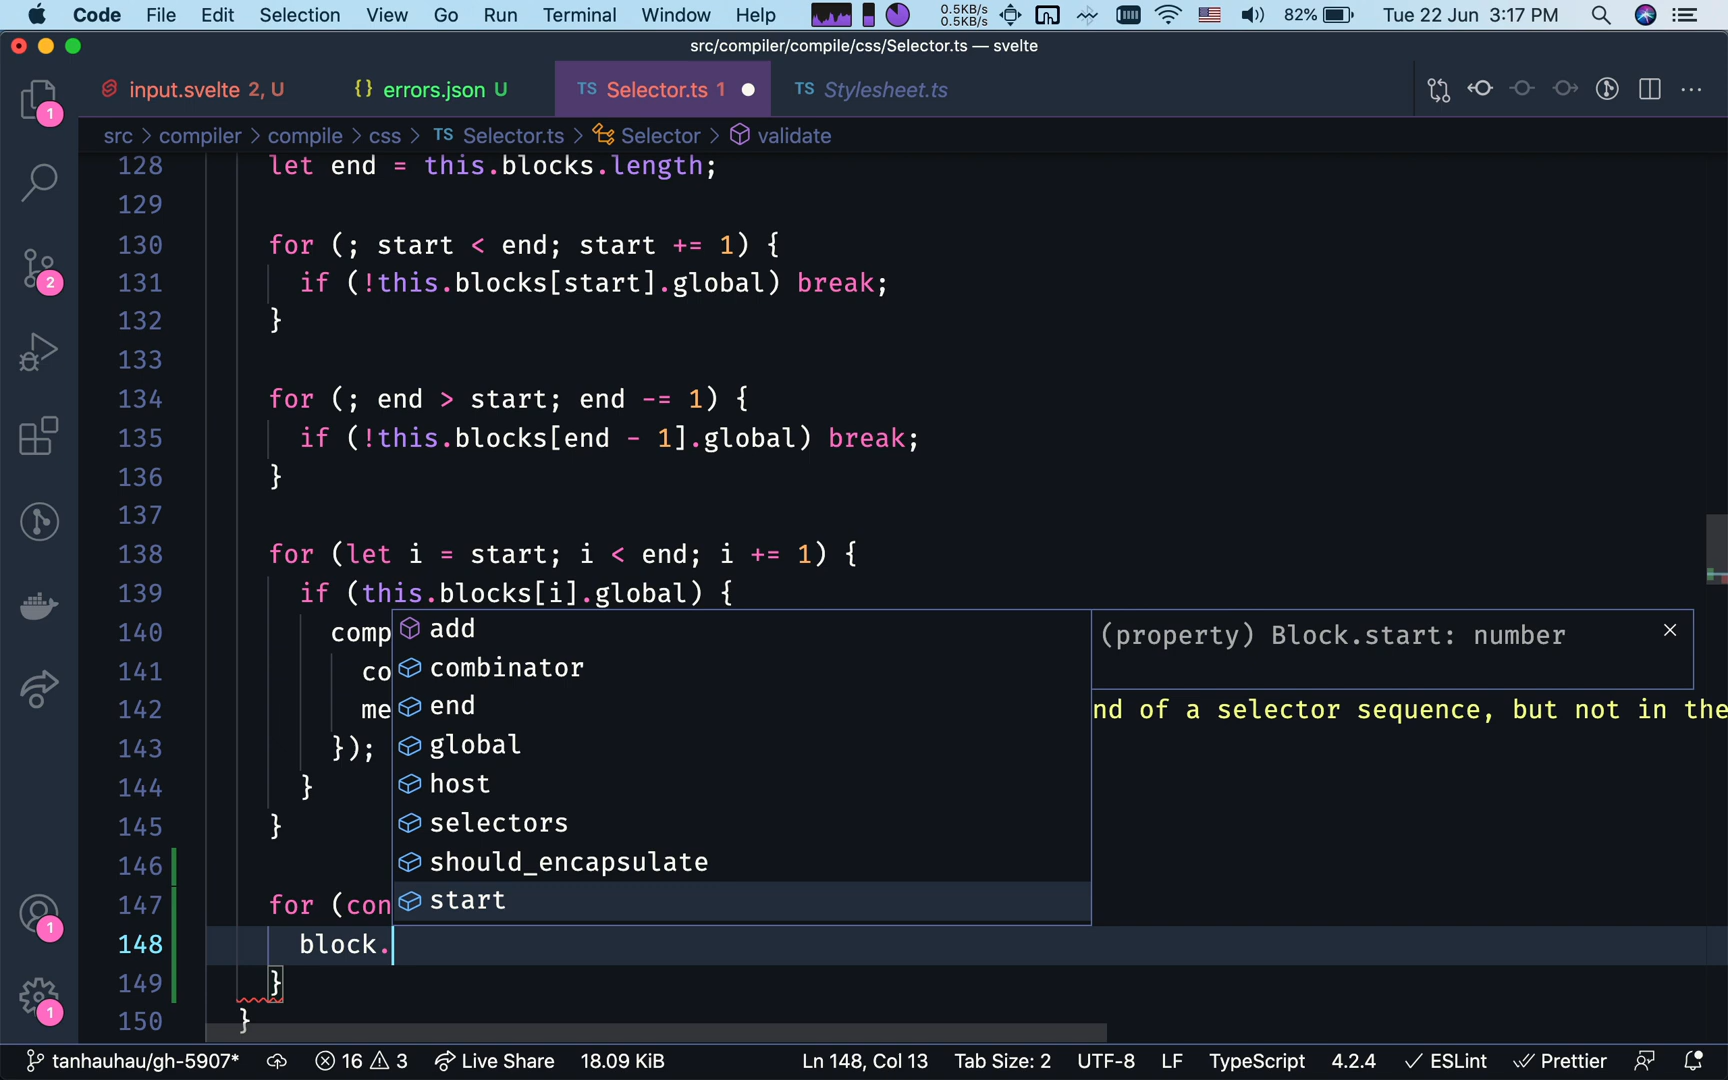 Code File Edit Selection View Go Run Terminal Window Help 0.5KB/s 0.5KB/s 82% Tue 22 Jun 3:17 PM
src/compiler/compile/css/Selector.ts — svelte
input.svelte 2, U {} errors.json U TS Selector.ts 1 TS Stylesheet.ts
src > compiler > compile > css > TS Selector.ts > Selector > validate
128 let end = this.blocks.length;
129
130 for (; start < end; start += 1) {
131 if (!this.blocks[start].global) break;
132 }
133
134 for (; end > start; end -= 1) {
135 if (!this.blocks[end - 1].global) break;
136 }
137
138 for (let i = start; i < end; i += 1) {
139 if (this.blocks[i].global) {
140 comp
141 co
142 me nd of a selector sequence, but not in the
143 });
144 }
145 }
146
147 for (con
148 block.
149 }
150 }
add
combinator
end
global
host
selectors
should_encapsulate
start
(property) Block.start: number
1
2
1
1
tanhauhau/gh-5907* 16 3 Live Share 18.09 KiB Ln 148, Col 13 Tab Size: 2 UTF-8 LF TypeScript 4.2.4 ESLint Prettier